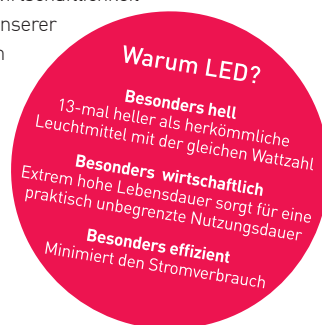 nserer
Warum LED?
Besonders hell
13-mal heller als herkömmliche
Leuchtmittel mit der gleichen Wattzahl
Besonders wirtschaftlich
Extrem hohe Lebensdauer sorgt für eine
praktisch unbegrenzte Nutzungsdauer
Besonders effizient
Minimiert den Stromverbrauch